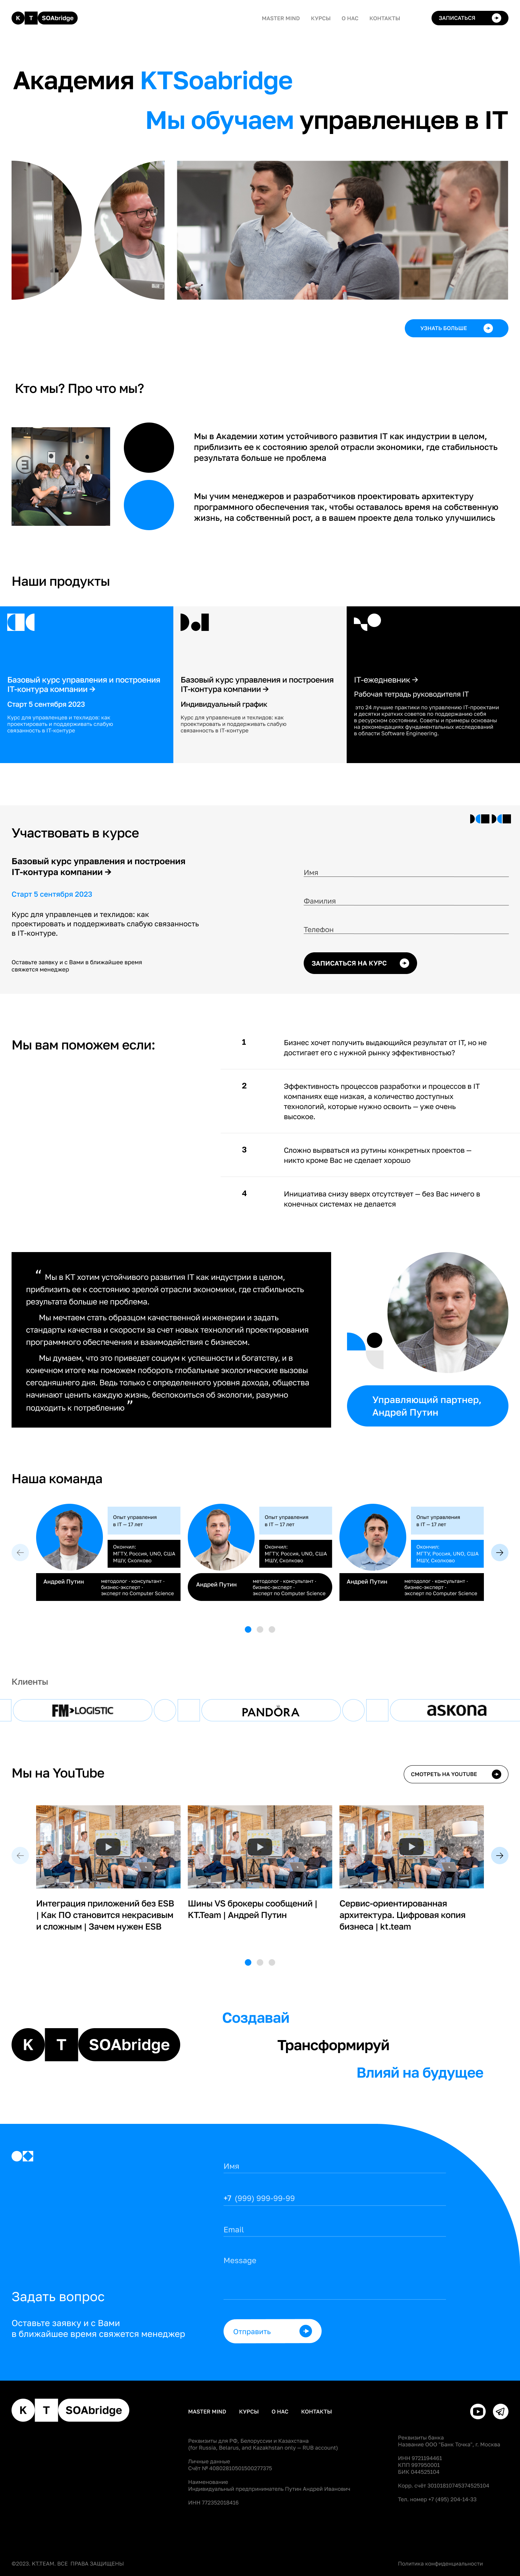 К Т SOAbridge
MASTER MIND КУРСЫ О НАС КОНТАКТЫ
ЗАПИСАТЬСЯ
Академия KTSoabridge
Мы обучаем управленцев в IT
УЗНАТЬ БОЛЬШЕ
Кто мы? Про что мы?
Мы в Академии хотим устойчивого развития IT как индустрии в целом,
приблизить ее к состоянию зрелой отрасли экономики, где стабильность
результата больше не проблема
Мы учим менеджеров и разработчиков проектировать архитектуру
программного обеспечения так, чтобы оставалось время на собственную
жизнь, на собственный рост, а в вашем проекте дела только улучшились
Наши продукты
Базовый курс управления и построения
IT-контура компании →
Старт 5 сентября 2023
Курс для управленцев и техлидов: как
проектировать и поддерживать слабую
связанность в IT-контуре
Базовый курс управления и построения
IT-контура компании →
Индивидуальный график
Курс для управленцев и техлидов: как
проектировать и поддерживать слабую
связанность в IT-контуре
IT-ежедневник →
Рабочая тетрадь руководителя IT
это 24 лучшие практики по управлению IT-проектами
и десятки кратких советов по поддержанию себя
в ресурсном состоянии. Советы и примеры основаны
на рекомендациях фундаментальных исследований
в области Software Engineering.
Участвовать в курсе
Базовый курс управления и построения
IT-контура компании →
Старт 5 сентября 2023
Курс для управленцев и техлидов: как
проектировать и поддерживать слабую связанность
в IT-контуре.
Оставьте заявку и с Вами в ближайшее время
свяжется менеджер
Имя
Фамилия
Телефон
ЗАПИСАТЬСЯ НА КУРС
Мы вам поможем если:
1
Бизнес хочет получить выдающийся результат от IT, но не
достигает его с нужной рынку эффективностью?
2
Эффективность процессов разработки и процессов в IT
компаниях еще низкая, а количество доступных
технологий, которые нужно освоить — уже очень
высокое.
3
Сложно вырваться из рутины конкретных проектов —
никто кроме Вас не сделает хорошо
4
Инициатива снизу вверх отсутствует — без Вас ничего в
конечных системах не делается
“ Мы в КТ хотим устойчивого развития IT как индустрии в целом,
приблизить ее к состоянию зрелой отрасли экономики, где стабильность
результата больше не проблема.
Мы мечтаем стать образцом качественной инженерии и задать
стандарты качества и скорости за счет новых технологий проектирования
программного обеспечения и взаимодействия с бизнесом.
Мы думаем, что это приведет социум к успешности и богатству, и в
конечном итоге мы поможем побороть глобальные экологические вызовы
сегодняшнего дня. Ведь только с определенного уровня дохода, общества
начинают ценить каждую жизнь, беспокоиться об экологии, разумно
подходить к потреблению ”
Управляющий партнер,
Андрей Путин
Наша команда
Опыт управления
в IT — 17 лет
Окончил:
МГТУ, Россия, UNO, США
МШУ, Сколково
Андрей Путин
методолог · консультант ·
бизнес-эксперт ·
эксперт по Computer Science
Опыт управления
в IT — 17 лет
Окончил:
МГТУ, Россия, UNO, США
МШУ, Сколково
Андрей Путин
методолог · консультант ·
бизнес-эксперт ·
эксперт по Computer Science
Опыт управления
в IT — 17 лет
Окончил:
МГТУ, Россия, UNO, США
МШУ, Сколково
Андрей Путин
методолог · консультант ·
бизнес-эксперт ·
эксперт по Computer Science
Клиенты
FM LOGISTIC
PANDÖRA
askona
Мы на YouTube
СМОТРЕТЬ НА YOUTUBE
Интеграция приложений без ESB
| Как ПО становится некрасивым
и сложным | Зачем нужен ESB
Шины VS брокеры сообщений |
KT.Team | Андрей Путин
Сервис-ориентированная
архитектура. Цифровая копия
бизнеса | kt.team
К Т SOAbridge
Создавай
Трансформируй
Влияй на будущее
Имя
+7 (999) 999-99-99
Email
Message
Задать вопрос
Оставьте заявку и с Вами
в ближайшее время свяжется менеджер
Отправить
К Т SOAbridge
MASTER MIND КУРСЫ О НАС КОНТАКТЫ
Реквизиты для РФ, Белоруссии и Казахстана
(for Russia, Belarus, and Kazakhstan only — RUB account)
Личные данные
Счёт № 40802810501500277375
Наименование
Индивидуальный предприниматель Путин Андрей Иванович
ИНН 772352018416
Реквизиты банка
Название ООО "Банк Точка", г. Москва
ИНН 9721194461
КПП 997950001
БИК 044525104
Корр. счёт 30101810745374525104
Тел. номер +7 (495) 204-14-33
©2023, KT.TEAM, ВСЕ ПРАВА ЗАЩИЩЕНЫ
Политика конфиденциальности